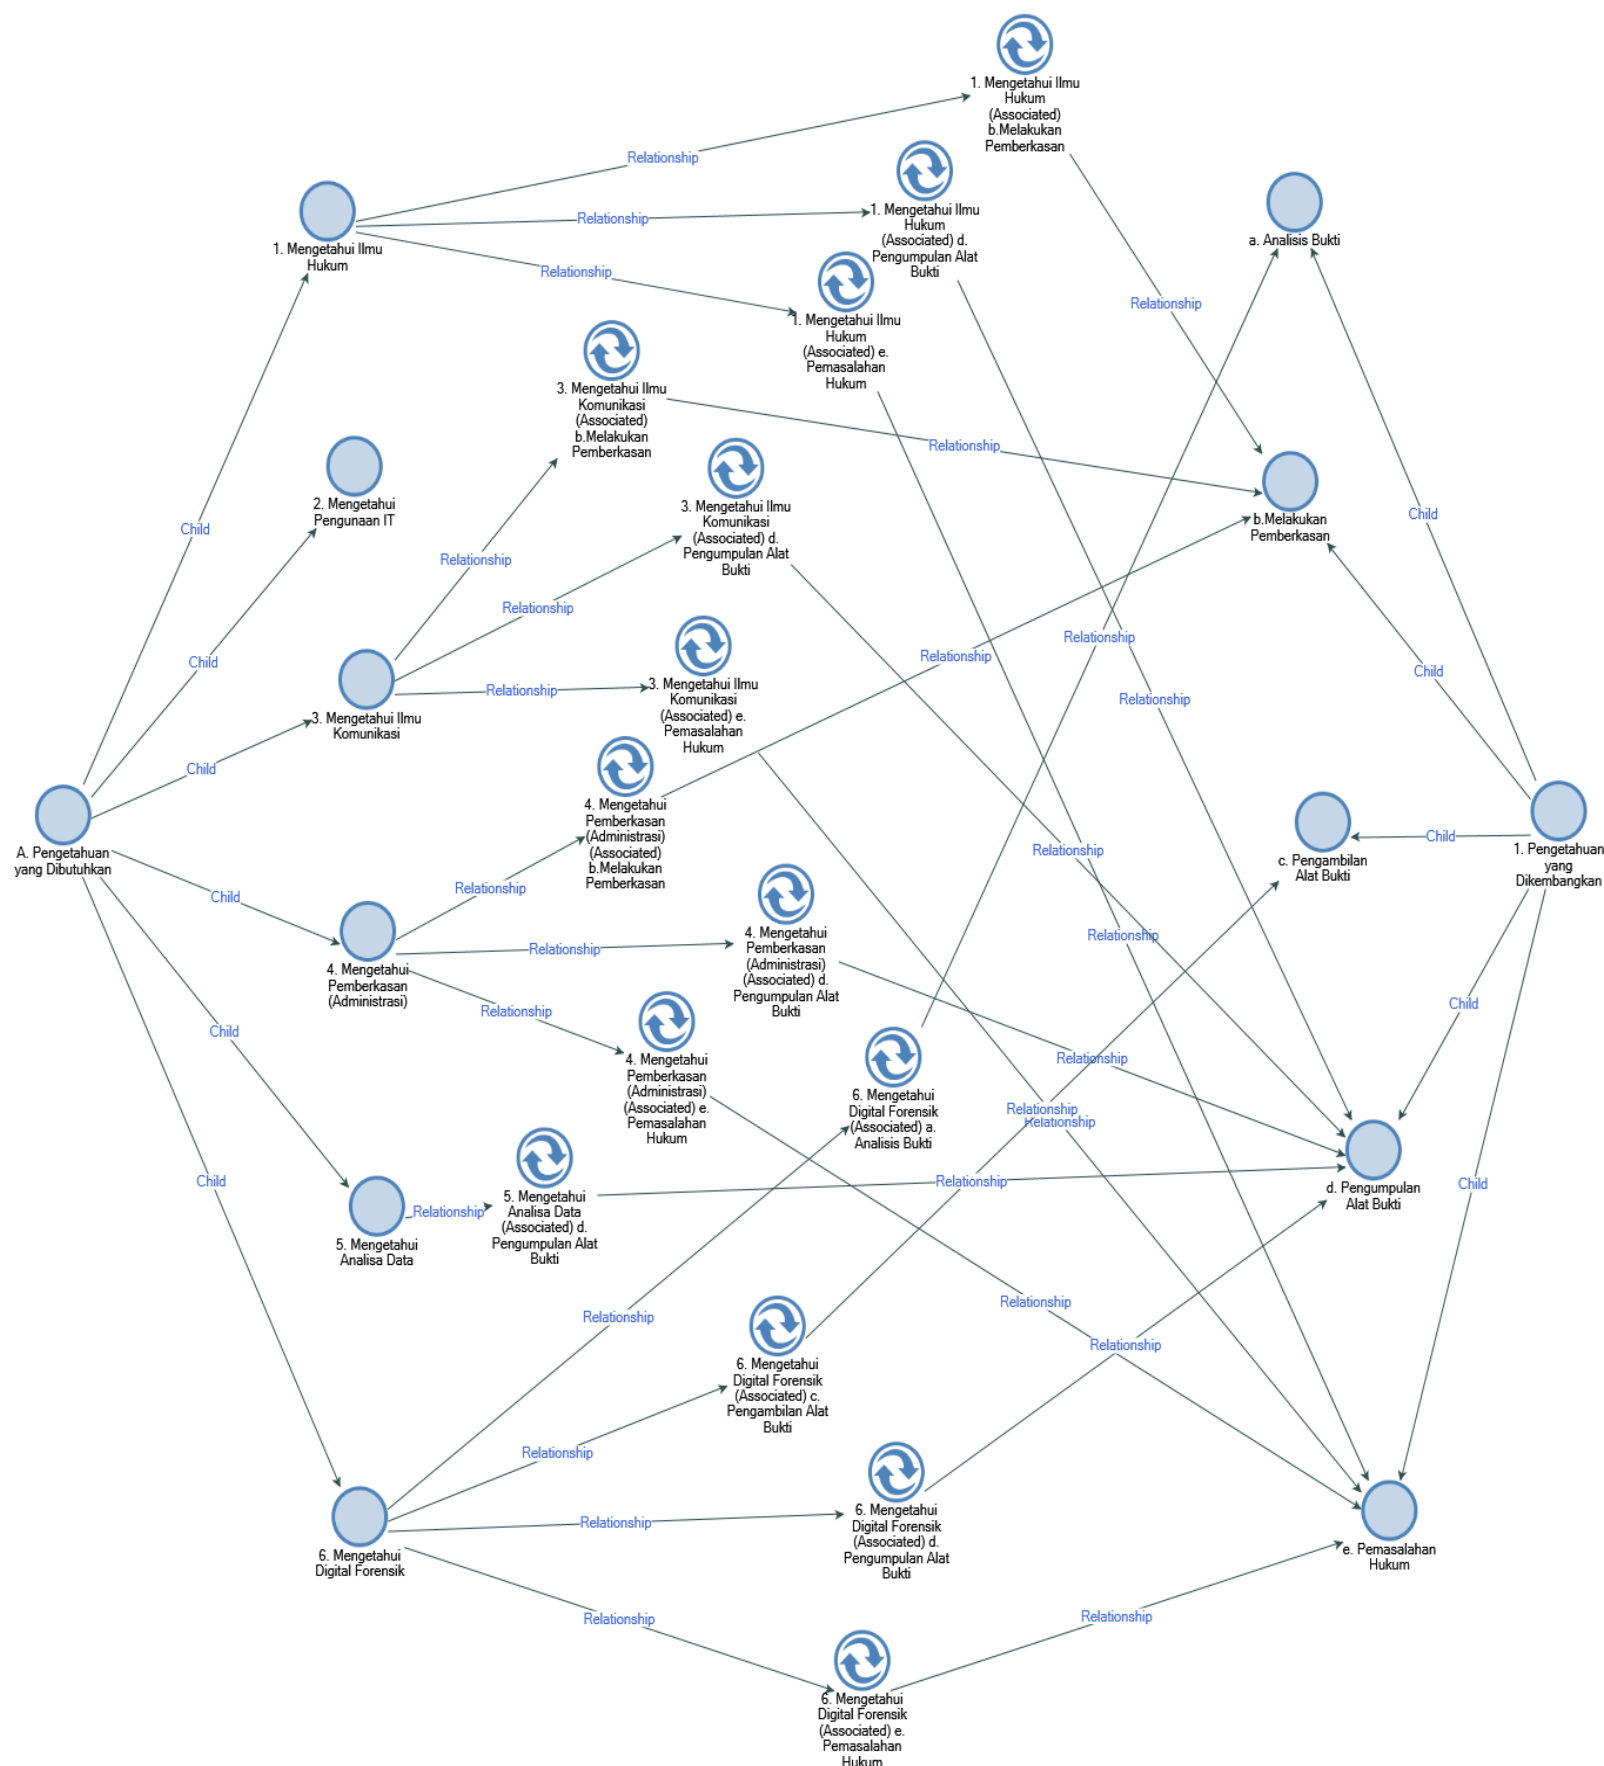 1. Mengetahui Ilmu
Hukum
(Associated)
b.Melakukan
Pemberkasan
Relationship
1. Mengetahui Ilmu
Hukum
(Associated) d.
Pengumpulan Alat
Bukti
Relationship
1. Mengetahui Ilmu
Hukum
a. Analisis Bukti
Relationship
1. Mengetahui Ilmu
Hukum
(Associated) e.
Pemasalahan
Hukum
Relationship
3. Mengetahui Ilmu
Komunikasi
(Associated)
b.Melakukan
Pemberkasan
Relationship
2. Mengetahui
Pengunaan IT
3. Mengetahui Ilmu
Komunikasi
(Associated) d.
Pengumpulan Alat
Bukti
b.Melakukan
Pemberkasan
Child
Child
Relationship
Relationship
Child
Relationship
Relationship
Child
Relationship
Relationship
3. Mengetahui Ilmu
Komunikasi
(Associated) e.
Pemasalahan
Hukum
3. Mengetahui Ilmu
Komunikasi
Child
4. Mengetahui
Pemberkasan
(Administrasi)
(Associated)
b.Melakukan
Pemberkasan
A. Pengetahuan
yang Dibutuhkan
Relationship
Child
c. Pengambilan
Alat Bukti
1. Pengetahuan
yang
Dikembangkan
Child
Relationship
Relationship
Relationship
4. Mengetahui
Pemberkasan
(Administrasi)
(Associated) d.
Pengumpulan Alat
Bukti
4. Mengetahui
Pemberkasan
(Administrasi)
Relationship
Child
Child
Relationship
4. Mengetahui
Pemberkasan
(Administrasi)
(Associated) e.
Pemasalahan
Hukum
6. Mengetahui
Digital Forensik
(Associated) a.
Analisis Bukti
Relationship
Relationship
Child
Relationship
Relationship
Child
d. Pengumpulan
Alat Bukti
5. Mengetahui
Analisa Data
(Associated) d.
Pengumpulan Alat
Bukti
5. Mengetahui
Analisa Data
Relationship
Relationship
Relationship
6. Mengetahui
Digital Forensik
(Associated) c.
Pengambilan Alat
Bukti
Relationship
Relationship
6. Mengetahui
Digital Forensik
(Associated) d.
Pengumpulan Alat
Bukti
6. Mengetahui
Digital Forensik
e. Pemasalahan
Hukum
Relationship
Relationship
6. Mengetahui
Digital Forensik
(Associated) e.
Pemasalahan
Hukum